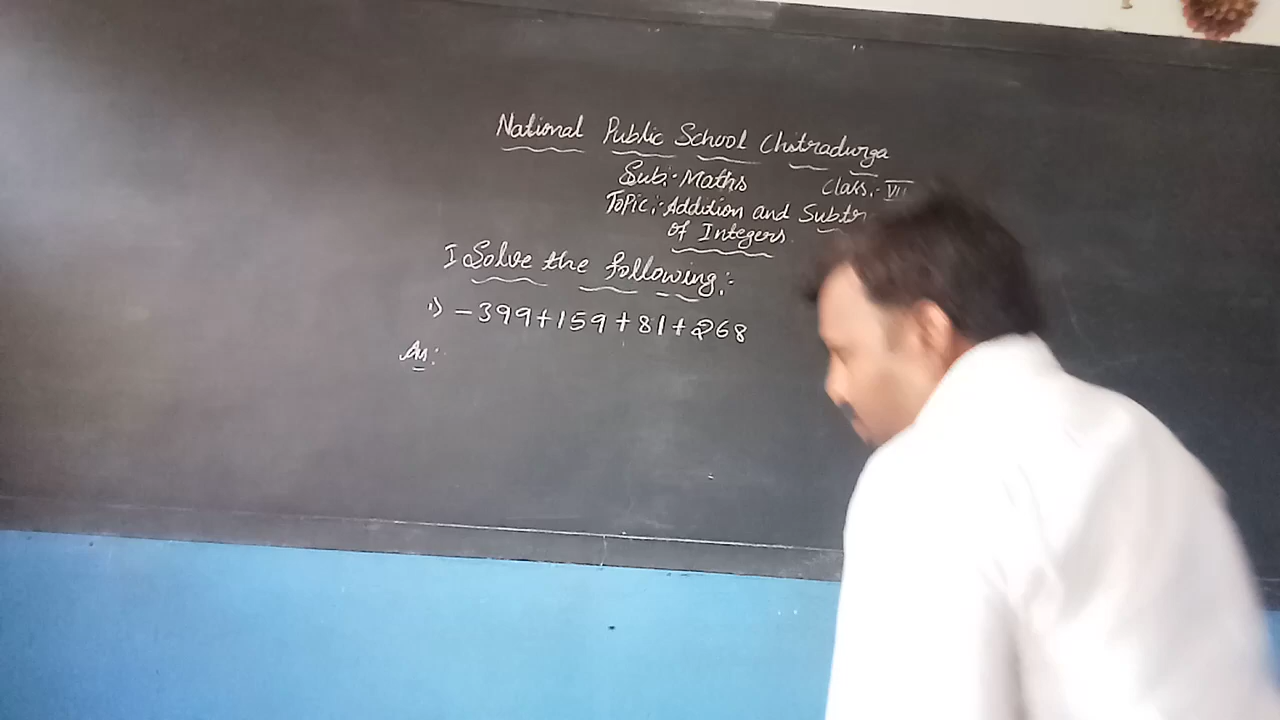 National Public School Chitradurga
Sub:- Maths Class:- VII
Topic:- Addition and Subtr
of Integers.
I Solve the following:-
1) -399+159+81+268
As: